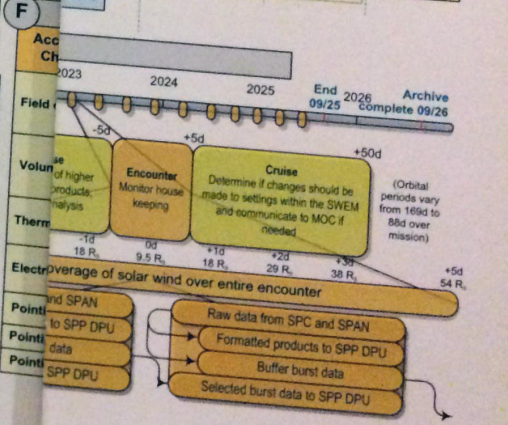 F
Acc
Ch
2023
2024
2025
End
09/25
2026
Archive
complete 09/26
Field
-5d
+5d
+50d
Volun
se
of higher
products,
nalysis
Encounter
Monitor house
keeping
Cruise
Determine if changes should be
made to settings within the SWEM
and communicate to MOC if
needed
(Orbital
periods vary
from 169d to
88d over
mission)
Therm
-1d
18 Rs
0d
9.5 Rs
+1d
18 Rs
+2d
29 Rs
+3d
38 Rs
+5d
54 Rs
Electr
overage of solar wind over entire encounter
Pointi
and SPAN
Raw data from SPC and SPAN
Pointi
to SPP DPU
Formatted products to SPP DPU
Pointi
data
Buffer burst data
SPP DPU
Selected burst data to SPP DPU